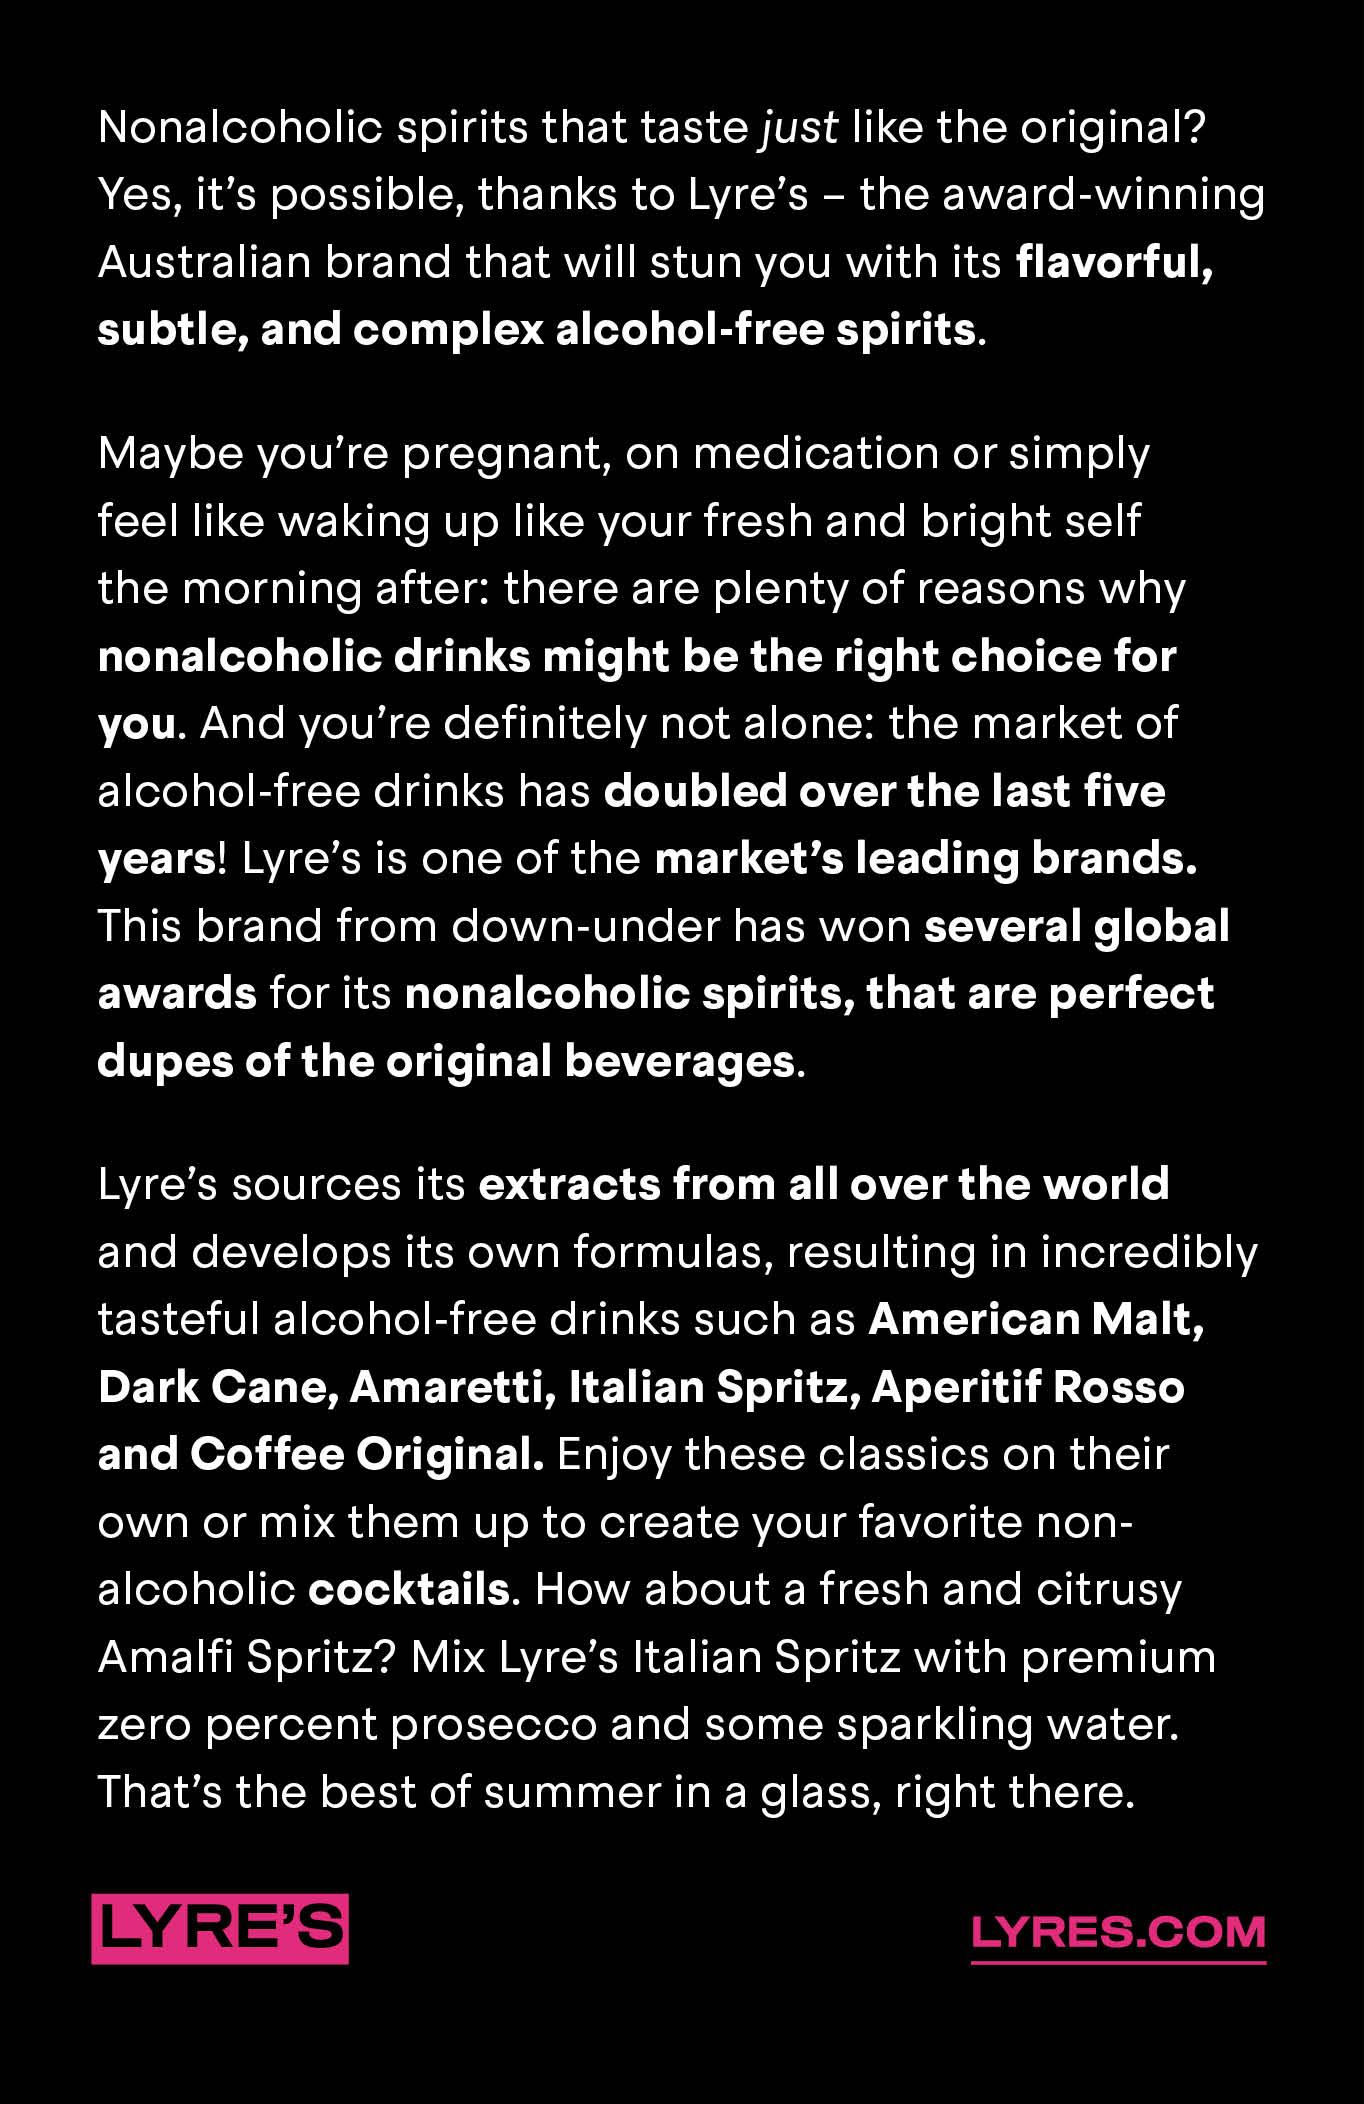 Nonalcoholic spirits that taste just like the original?
Yes, it’s possible, thanks to Lyre’s – the award-winning
Australian brand that will stun you with its flavorful,
subtle, and complex alcohol-free spirits.
Maybe you’re pregnant, on medication or simply
feel like waking up like your fresh and bright self
the morning after: there are plenty of reasons why
nonalcoholic drinks might be the right choice for
you. And you’re definitely not alone: the market of
alcohol-free drinks has doubled over the last five
years! Lyre’s is one of the market’s leading brands.
This brand from down-under has won several global
awards for its nonalcoholic spirits, that are perfect
dupes of the original beverages.
Lyre’s sources its extracts from all over the world
and develops its own formulas, resulting in incredibly
tasteful alcohol-free drinks such as American Malt,
Dark Cane, Amaretti, Italian Spritz, Aperitif Rosso
and Coffee Original. Enjoy these classics on their
own or mix them up to create your favorite non-
alcoholic cocktails. How about a fresh and citrusy
Amalfi Spritz? Mix Lyre’s Italian Spritz with premium
zero percent prosecco and some sparkling water.
That’s the best of summer in a glass, right there.
LYRE’S
LYRES.COM